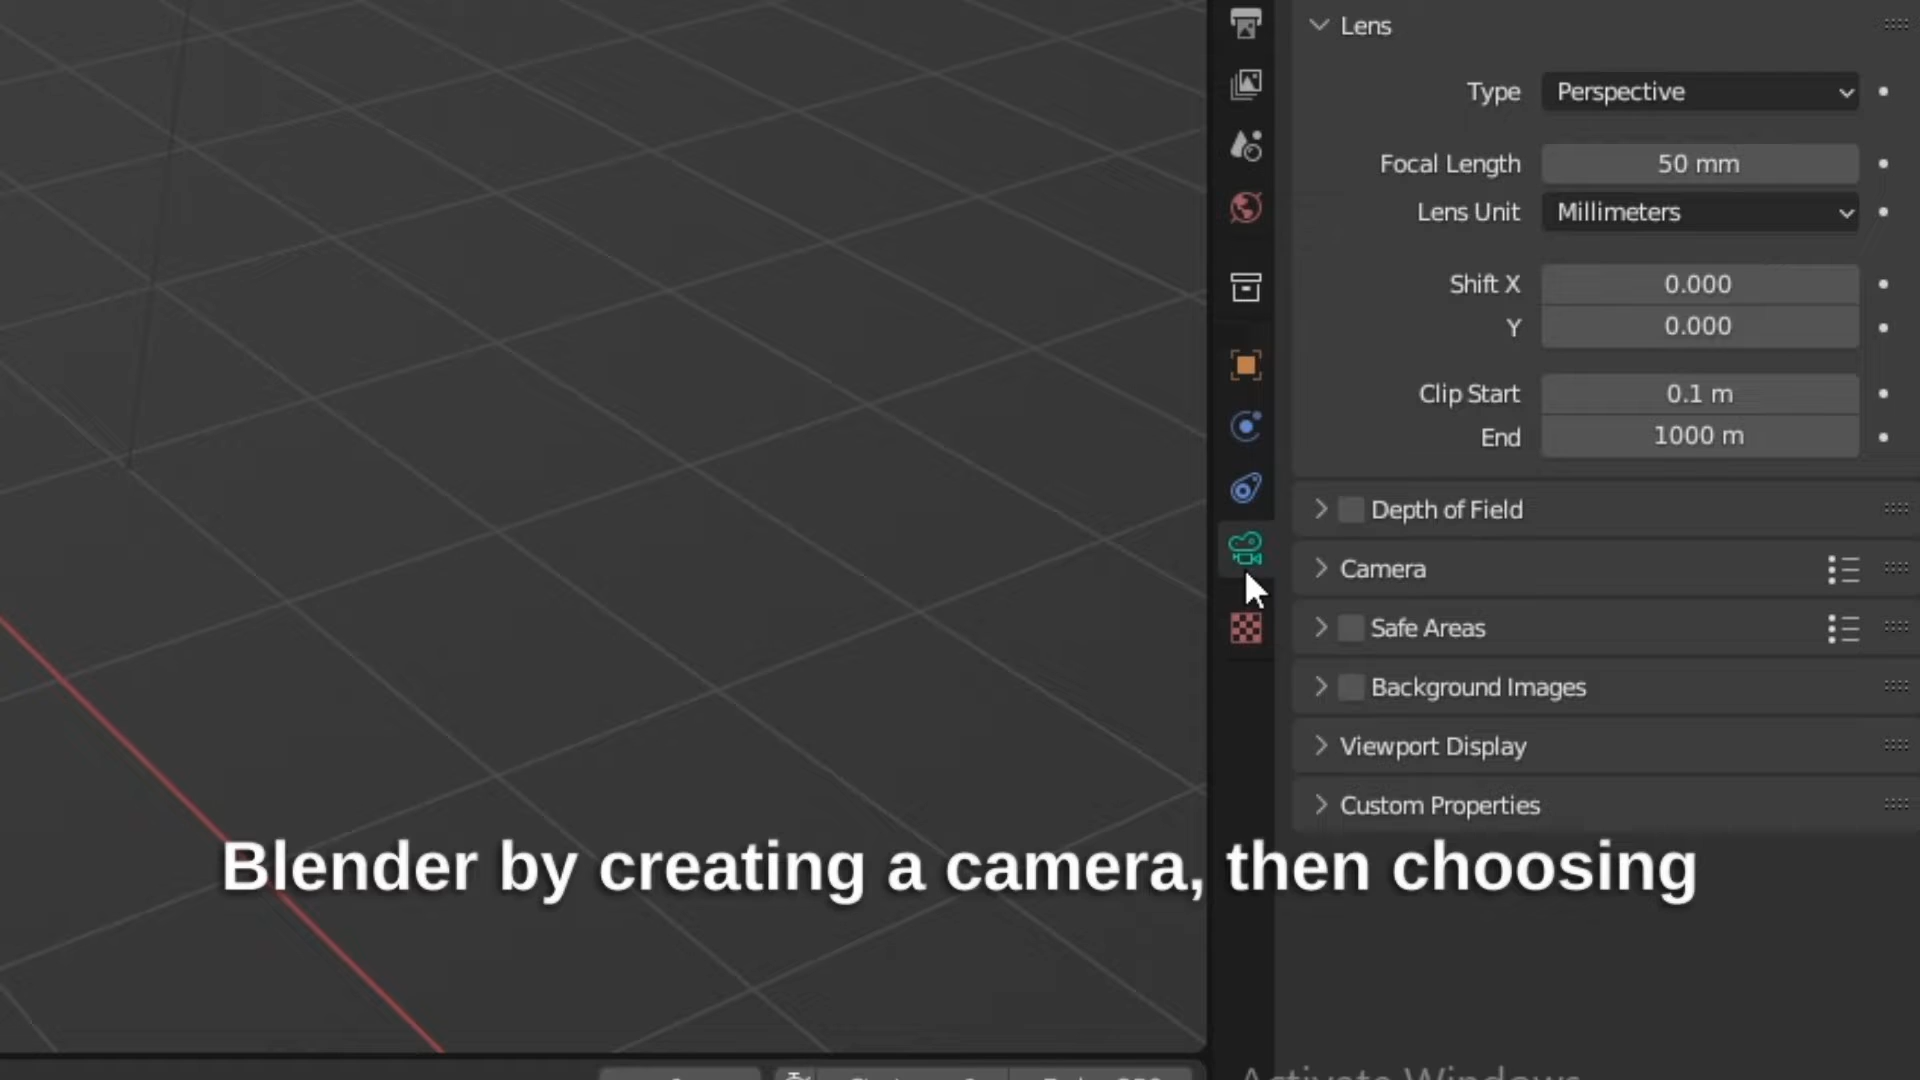 Lens
Type Perspective
Focal Length 50 mm
Lens Unit Millimeters
Shift X 0.000
Y 0.000
Clip Start 0.1 m
End 1000 m
Depth of Field
Camera
Safe Areas
Background Images
Viewport Display
Custom Properties
Blender by creating a camera, then choosing
Activate Windows